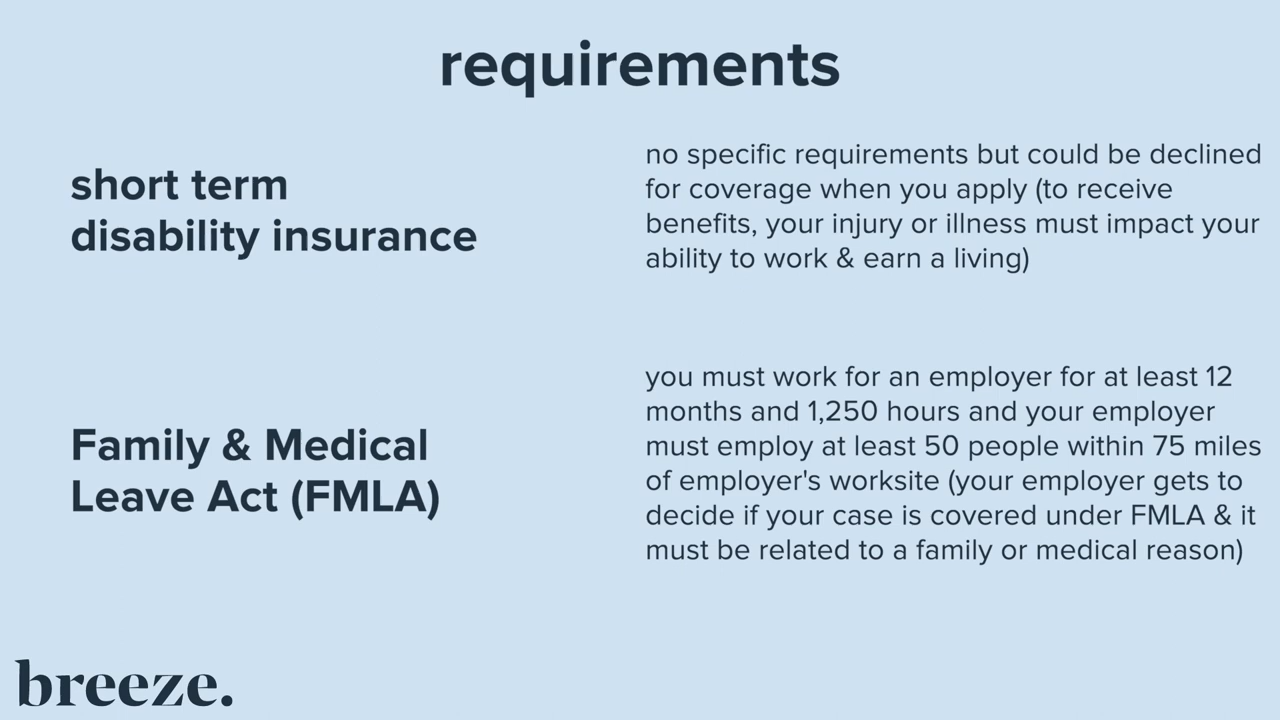 requirements
short term
disability insurance
no specific requirements but could be declined
for coverage when you apply (to receive
benefits, your injury or illness must impact your
ability to work & earn a living)
Family & Medical
Leave Act (FMLA)
you must work for an employer for at least 12
months and 1,250 hours and your employer
must employ at least 50 people within 75 miles
of employer's worksite (your employer gets to
decide if your case is covered under FMLA & it
must be related to a family or medical reason)
breeze.